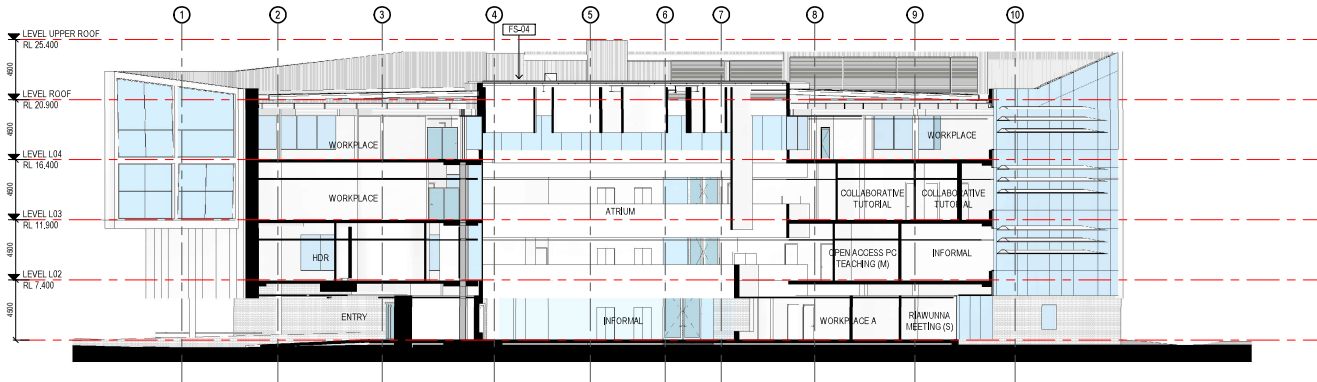 1 2 3 4 5 6 7 8 9 10
FS-04
LEVEL UPPER ROOF
RL 25.400
4500
LEVEL ROOF
RL 20.900
4500
WORKPLACE
WORKPLACE
LEVEL L04
RL 16.400
4500
WORKPLACE
COLLABORATIVE
TUTORIAL
COLLABORATIVE
TUTORIAL
ATRIUM
LEVEL L03
RL 11.900
4500
HDR
OPEN ACCESS PC
TEACHING (M)
INFORMAL
LEVEL L02
RL 7.400
4500
ENTRY
INFORMAL
WORKPLACE A
RIAWUNNA
MEETING (S)